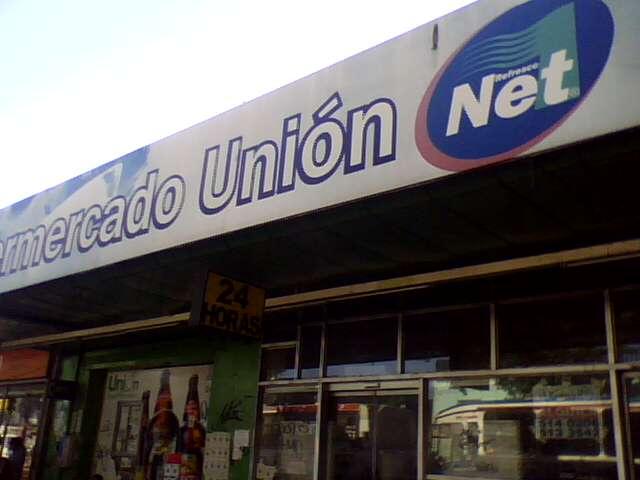 ermercado Unión
Refresco
Net
24
HORAS
Unión